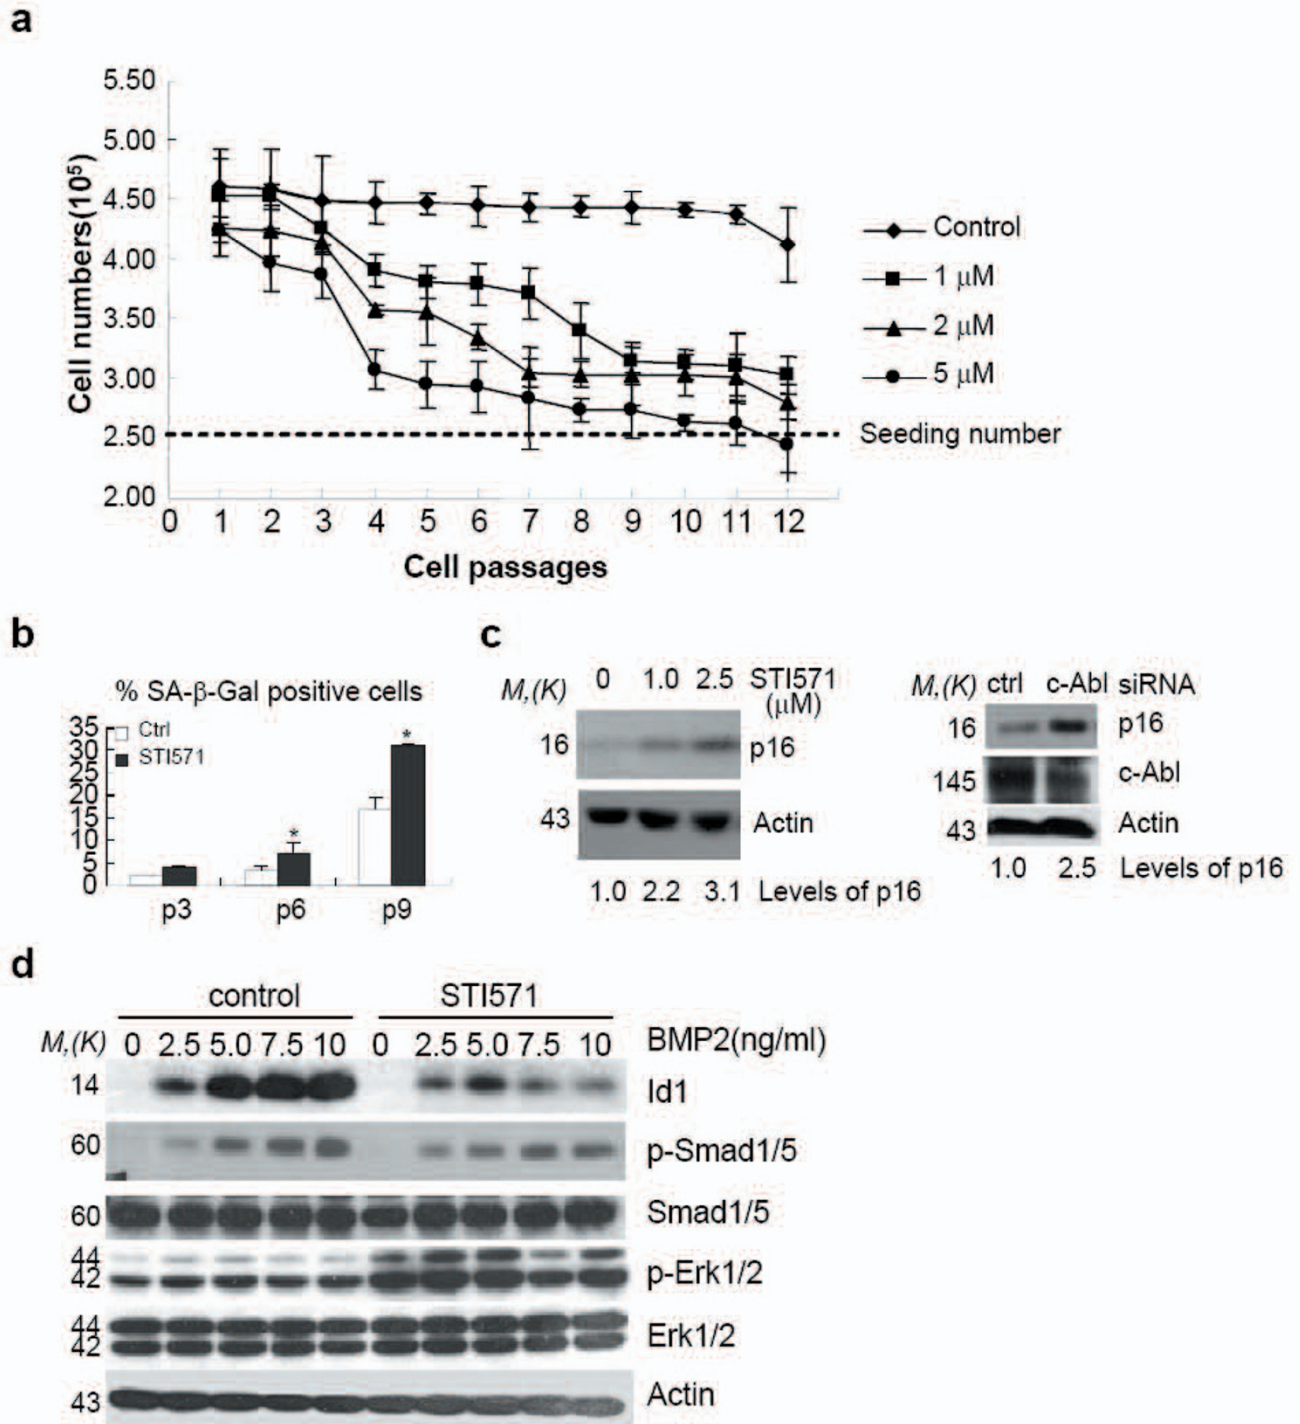 a
5.50
5.00
4.50
4.00
3.50
3.00
2.50
2.00
Cell numbers(10⁵)
0 1 2 3 4 5 6 7 8 9 10 11 12
Cell passages
Control
1 μM
2 μM
5 μM
Seeding number
b
% SA-β-Gal positive cells
Ctrl
STI571
35
30
25
20
15
10
5
0
*
*
p3 p6 p9
c
M,(K) 0 1.0 2.5 STI571
(μM)
16 p16
43 Actin
1.0 2.2 3.1 Levels of p16
M,(K) ctrl c-Abl siRNA
16 p16
145 c-Abl
43 Actin
1.0 2.5 Levels of p16
d
control STI571
M,(K) 0 2.5 5.0 7.5 10 0 2.5 5.0 7.5 10 BMP2(ng/ml)
14 Id1
60 p-Smad1/5
60 Smad1/5
44
42 p-Erk1/2
44
42 Erk1/2
43 Actin